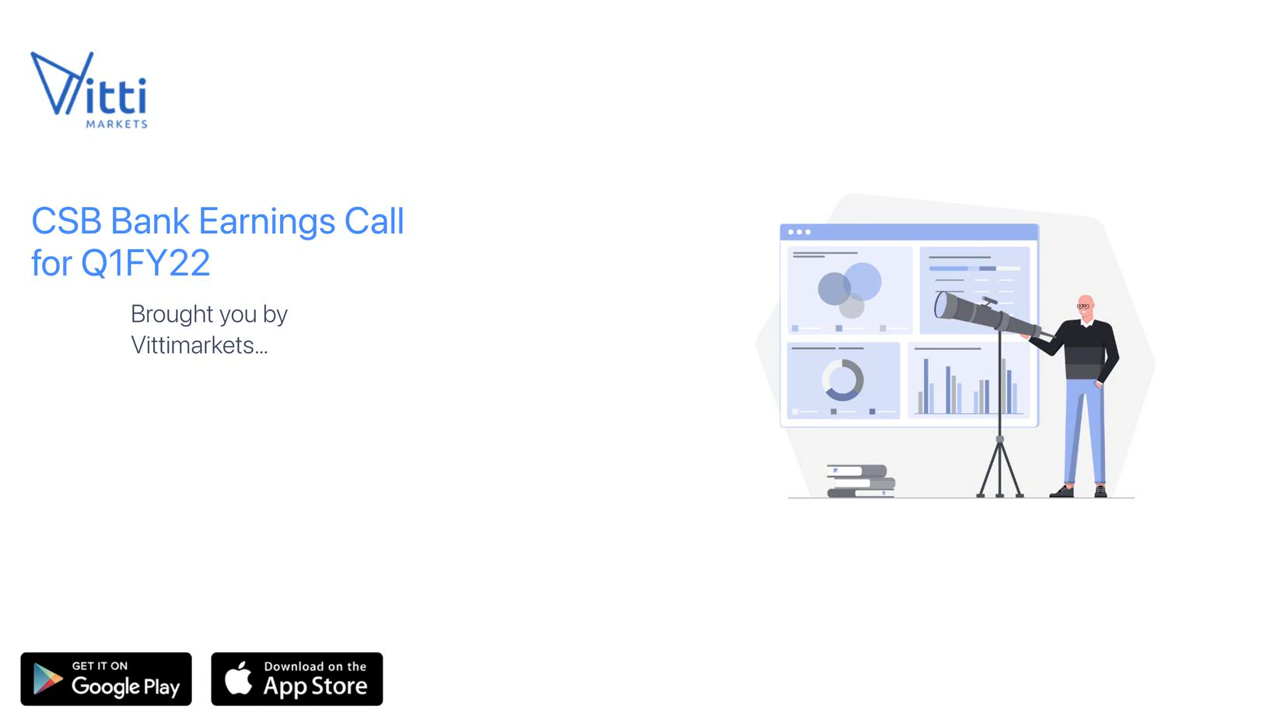 Vitti
MARKETS
CSB Bank Earnings Call
for Q1FY22
Brought you by
Vittimarkets...
GET IT ON
Google Play
Download on the
App Store